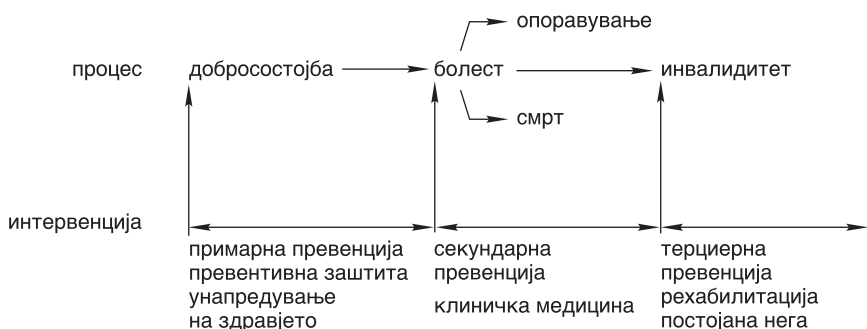 опоравување
процес добросостојба болест инвалидитет
смрт
интервенција
примарна превенција
превентивна заштита
унапредување
на здравјето
секундарна
превенција
клиничка медицина
терциерна
превенција
рехабилитација
постојана нега